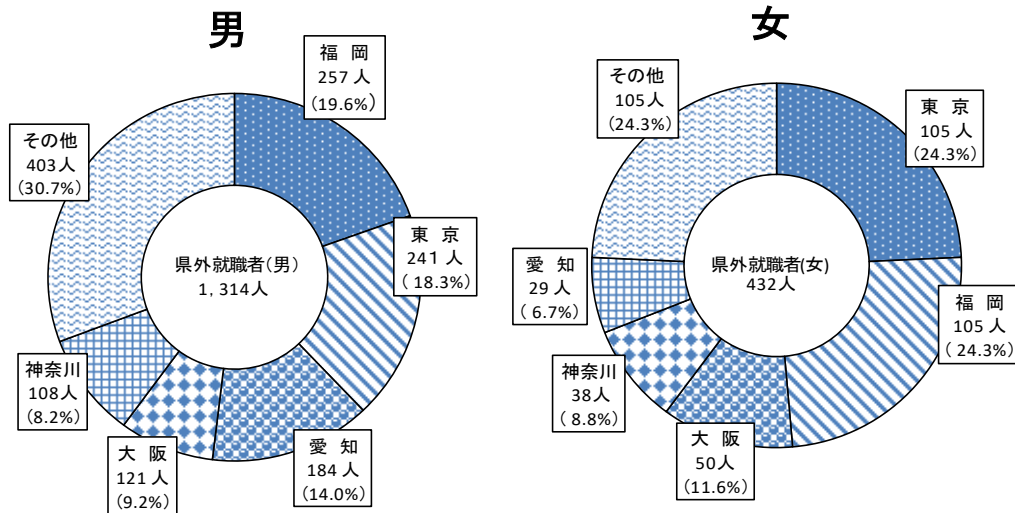 男
福 岡
257 人
(19.6%)
東 京
241 人
( 18.3%)
愛 知
184 人
(14.0%)
大 阪
121 人
(9.2%)
神奈川
108人
(8.2%)
その他
403人
(30.7%)
県外就職者(男)
1, 314人
女
東 京
105 人
(24.3%)
福 岡
105 人
( 24.3%)
大 阪
50人
(11.6%)
神奈川
38人
( 8.8%)
愛 知
29 人
( 6.7%)
その他
105人
(24.3%)
県外就職者(女)
432人